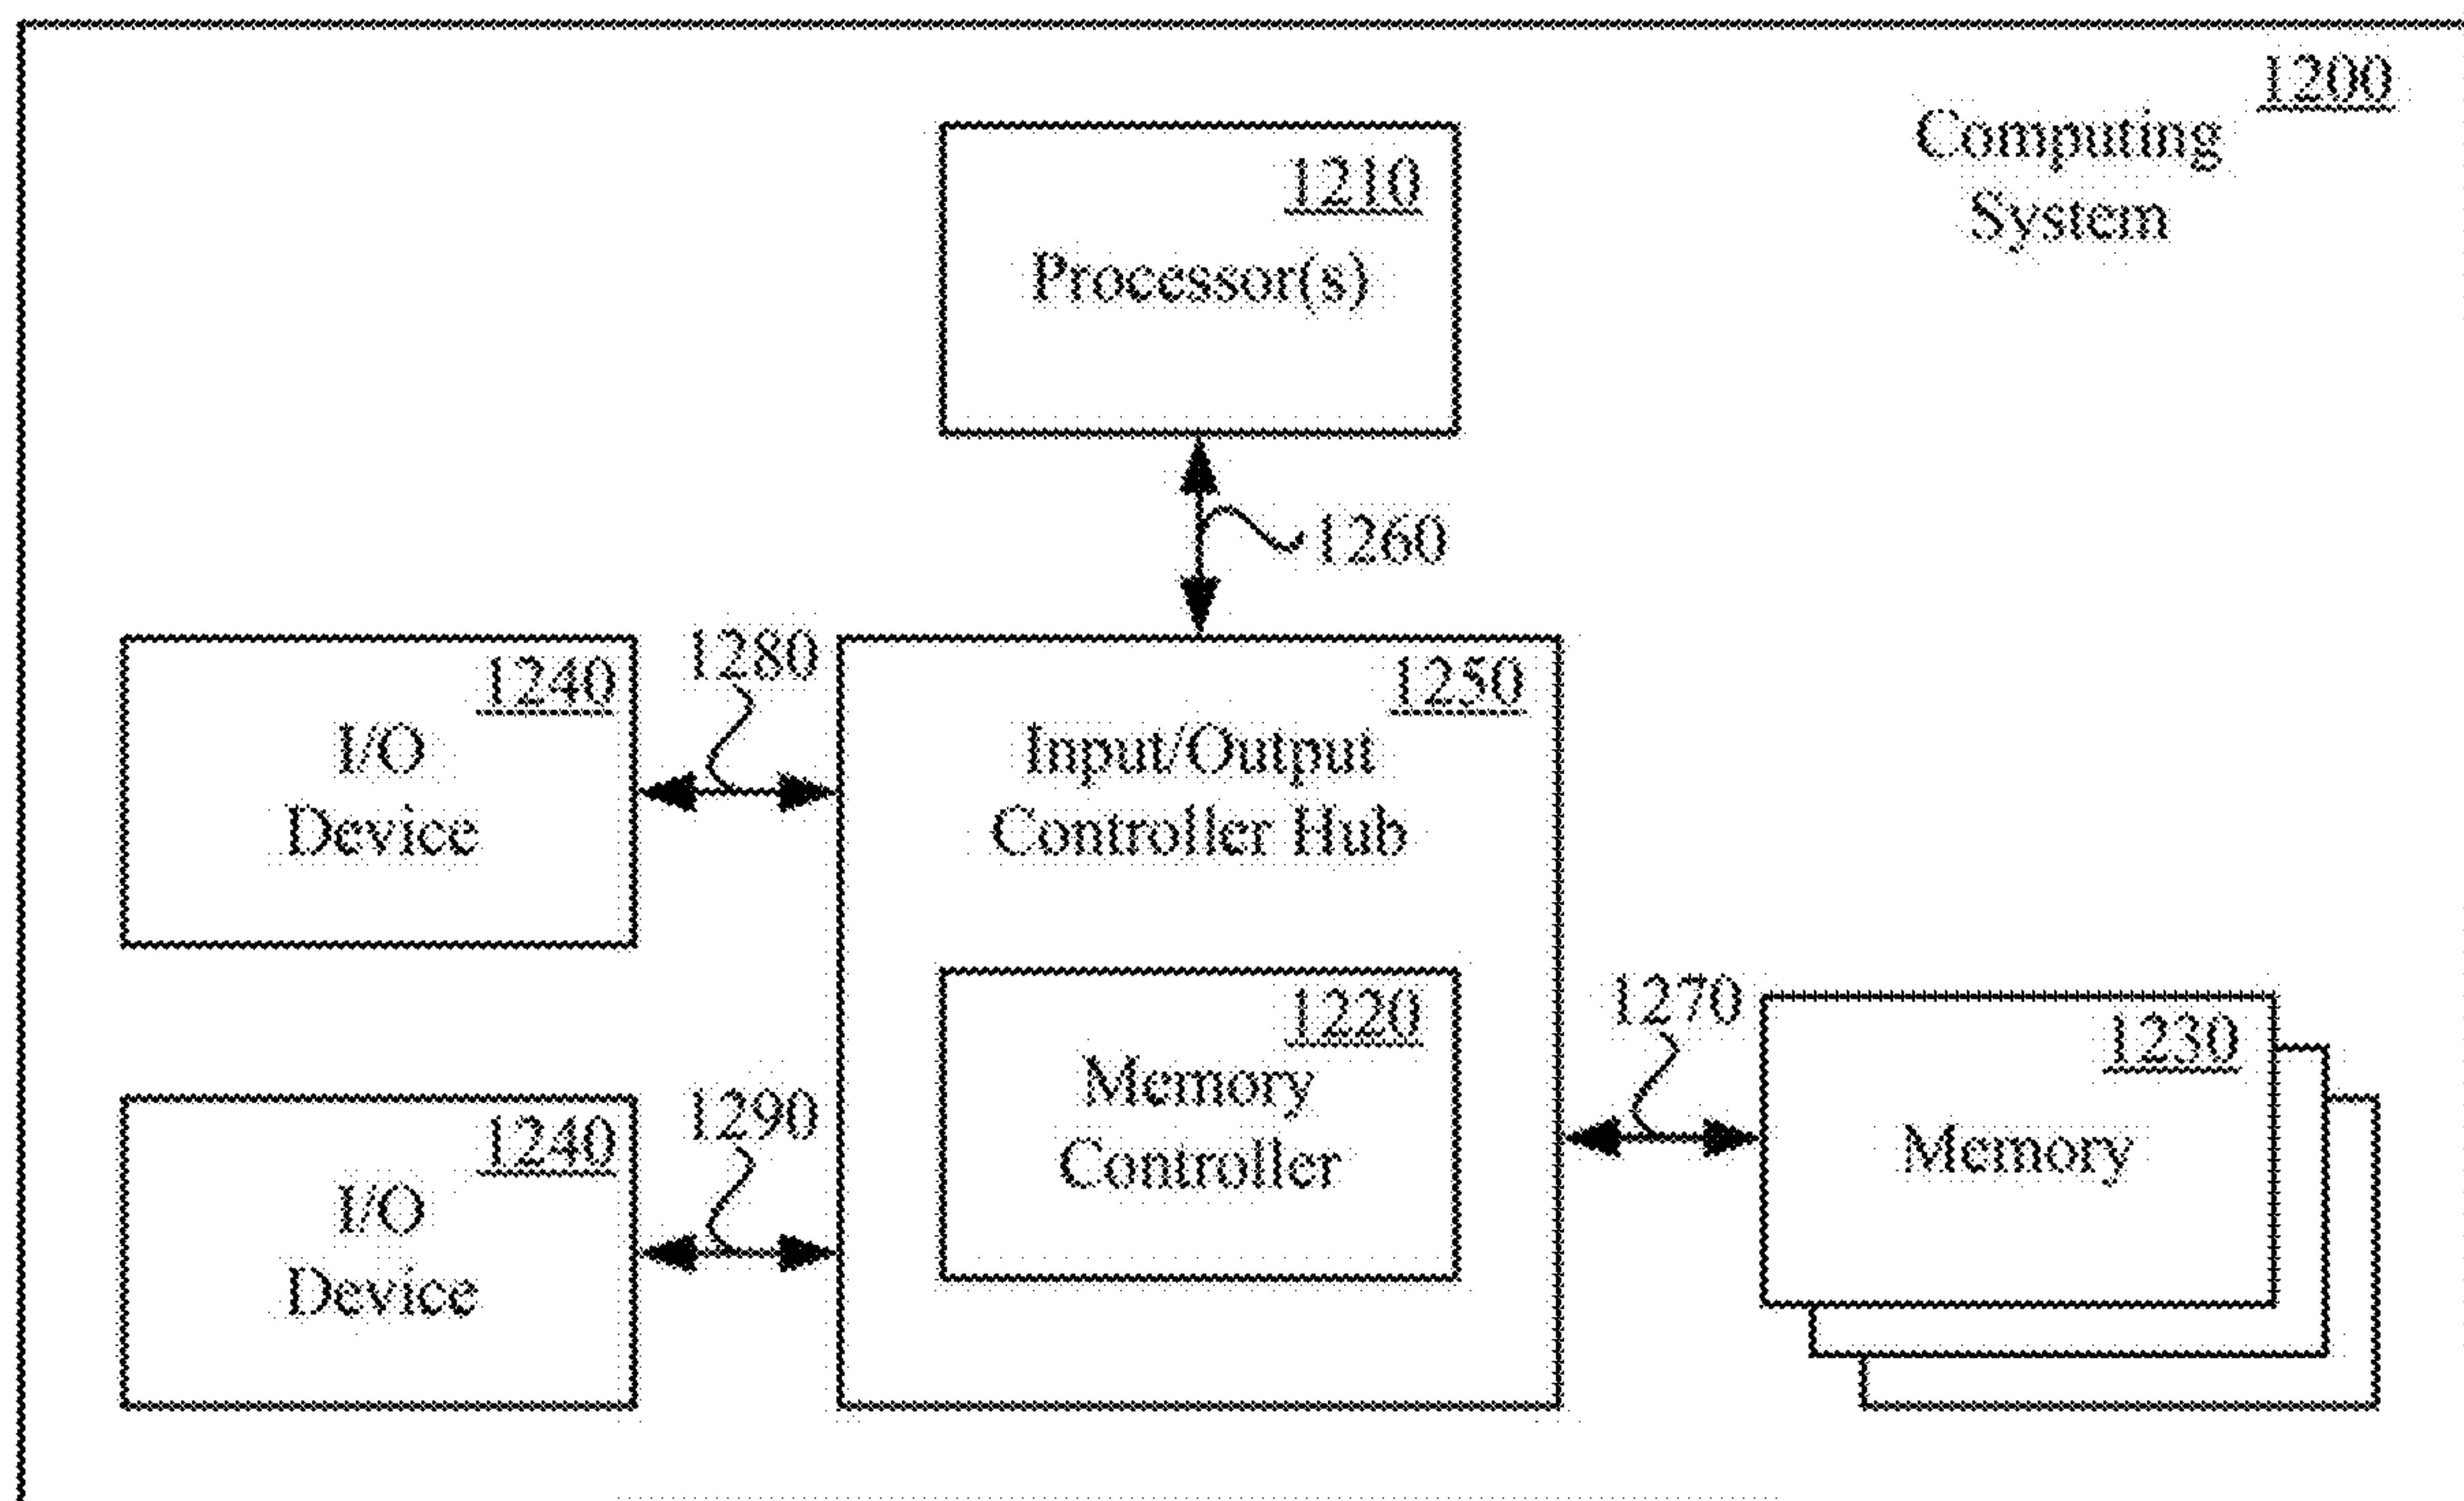 1200
Computing
System
1210
Processor(s)
1260
1240
I/O
Device
1280
1250
Input/Output
Controller Hub
1220
Memory
Controller
1270
1230
Memory
1240
I/O
Device
1290